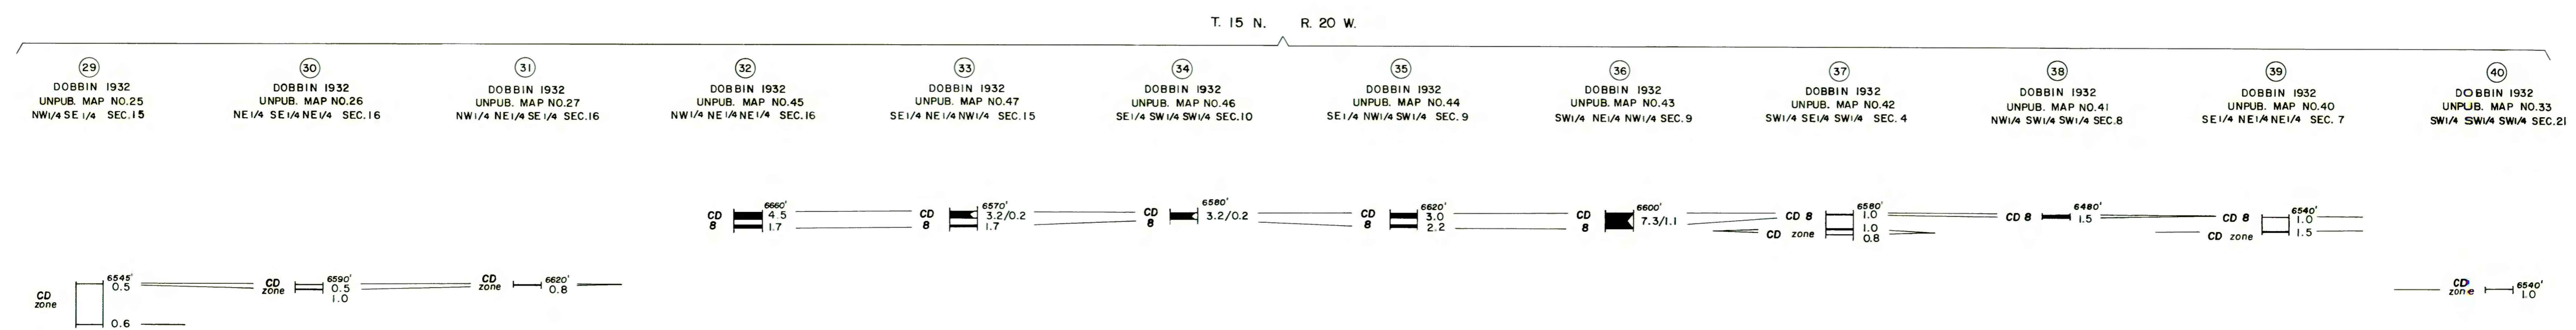 T. 15 N. R. 20 W.
29
DOBBIN 1932
UNPUB. MAP NO.25
NW1/4 SE 1/4 SEC.15
30
DOBBIN 1932
UNPUB. MAP NO.26
NE1/4 SE1/4 NE1/4 SEC.16
31
DOBBIN 1932
UNPUB. MAP NO.27
NW1/4 NE1/4 SE1/4 SEC.16
32
DOBBIN 1932
UNPUB. MAP NO.45
NW1/4 NE1/4 NE1/4 SEC.16
33
DOBBIN 1932
UNPUB. MAP NO.47
SE1/4 NE1/4 NW1/4 SEC.15
34
DOBBIN 1932
UNPUB. MAP NO.46
SE1/4 SW1/4 SW1/4 SEC.10
35
DOBBIN 1932
UNPUB. MAP NO.44
SE1/4 NW1/4 SW1/4 SEC. 9
36
DOBBIN 1932
UNPUB. MAP NO.43
SW1/4 NE1/4 NW1/4 SEC.9
37
DOBBIN 1932
UNPUB. MAP NO.42
SW1/4 SE1/4 SW1/4 SEC. 4
38
DOBBIN 1932
UNPUB. MAP NO.41
NW1/4 SW1/4 SW1/4 SEC.8
39
DOBBIN 1932
UNPUB. MAP NO.40
SE1/4 NE1/4 NE1/4 SEC. 7
40
DOBBIN 1932
UNPUB. MAP NO.33
SW1/4 SW1/4 SW1/4 SEC.21
6660'
CD 4.5
8 1.7
6570'
CD 3.2/0.2
8 1.7
6580'
CD 3.2/0.2
8
6620'
CD 3.0
8 2.2
6600'
CD 7.3/1.1
8
6580'
CD 8 1.0
1.0
CD zone 0.8
6480'
CD 8 1.5
6540'
CD 8 1.0
CD zone 1.5
6545'
0.5
CD
zone
0.6
6590'
CD 0.5
zone 1.0
CD 6620'
zone 0.8
CD 6540'
zone 1.0